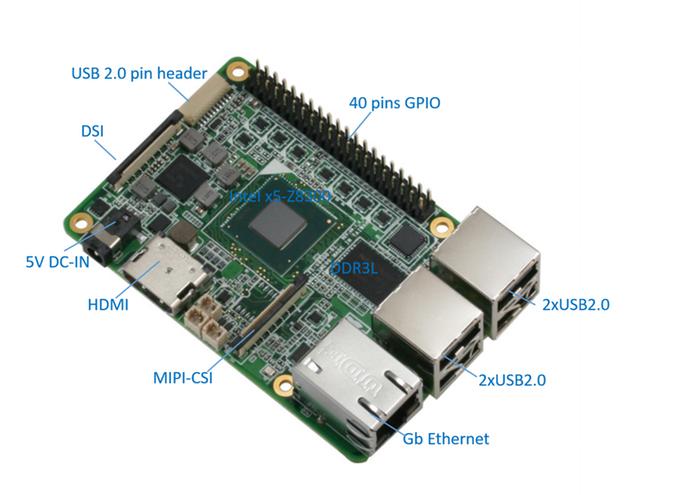 USB 2.0 pin header
40 pins GPIO
DSI
Intel x5-Z8300
5V DC-IN
DDR3L
HDMI
2xUSB2.0
MIPI-CSI
2xUSB2.0
Gb Ethernet